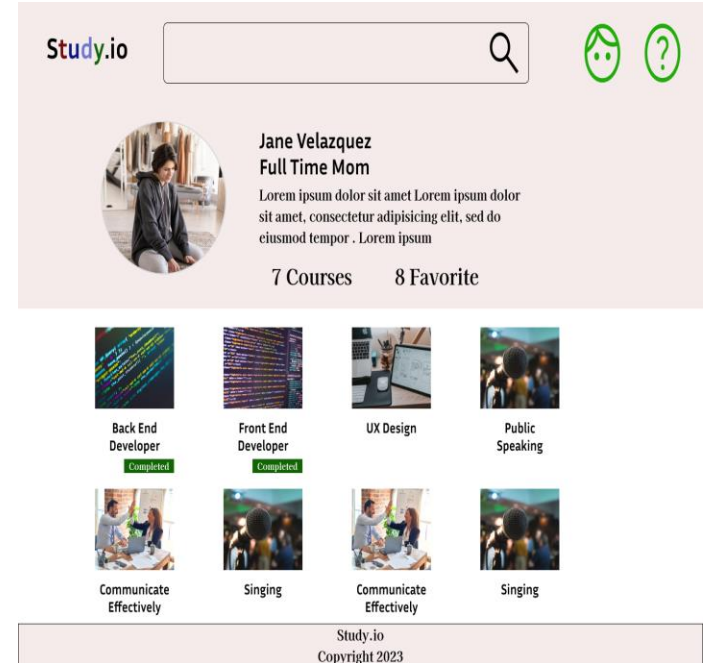 Study.io
?
Jane Velazquez
Full Time Mom
Lorem ipsum dolor sit amet Lorem ipsum dolor
sit amet, consectetur adipisicing elit, sed do
eiusmod tempor . Lorem ipsum
7 Courses 8 Favorite
Back End
Developer
Completed
Front End
Developer
Completed
UX Design
Public
Speaking
Communicate
Effectively
Singing
Communicate
Effectively
Singing
Study.io
Copyright 2023